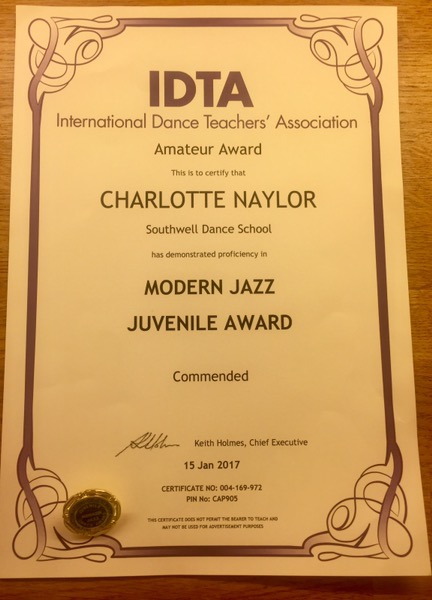 IDTA
International Dance Teachers' Association
Amateur Award
This is to certify that
CHARLOTTE NAYLOR
Southwell Dance School
has demonstrated proficiency in
MODERN JAZZ
JUVENILE AWARD
Commended
Keith Holmes, Chief Executive
15 Jan 2017
CERTIFICATE NO: 004-169-972
PIN No: CAP905
THIS CERTIFICATE DOES NOT PERMIT THE BEARER TO TEACH AND
MAY NOT BE USED FOR ADVERTISEMENT PURPOSES